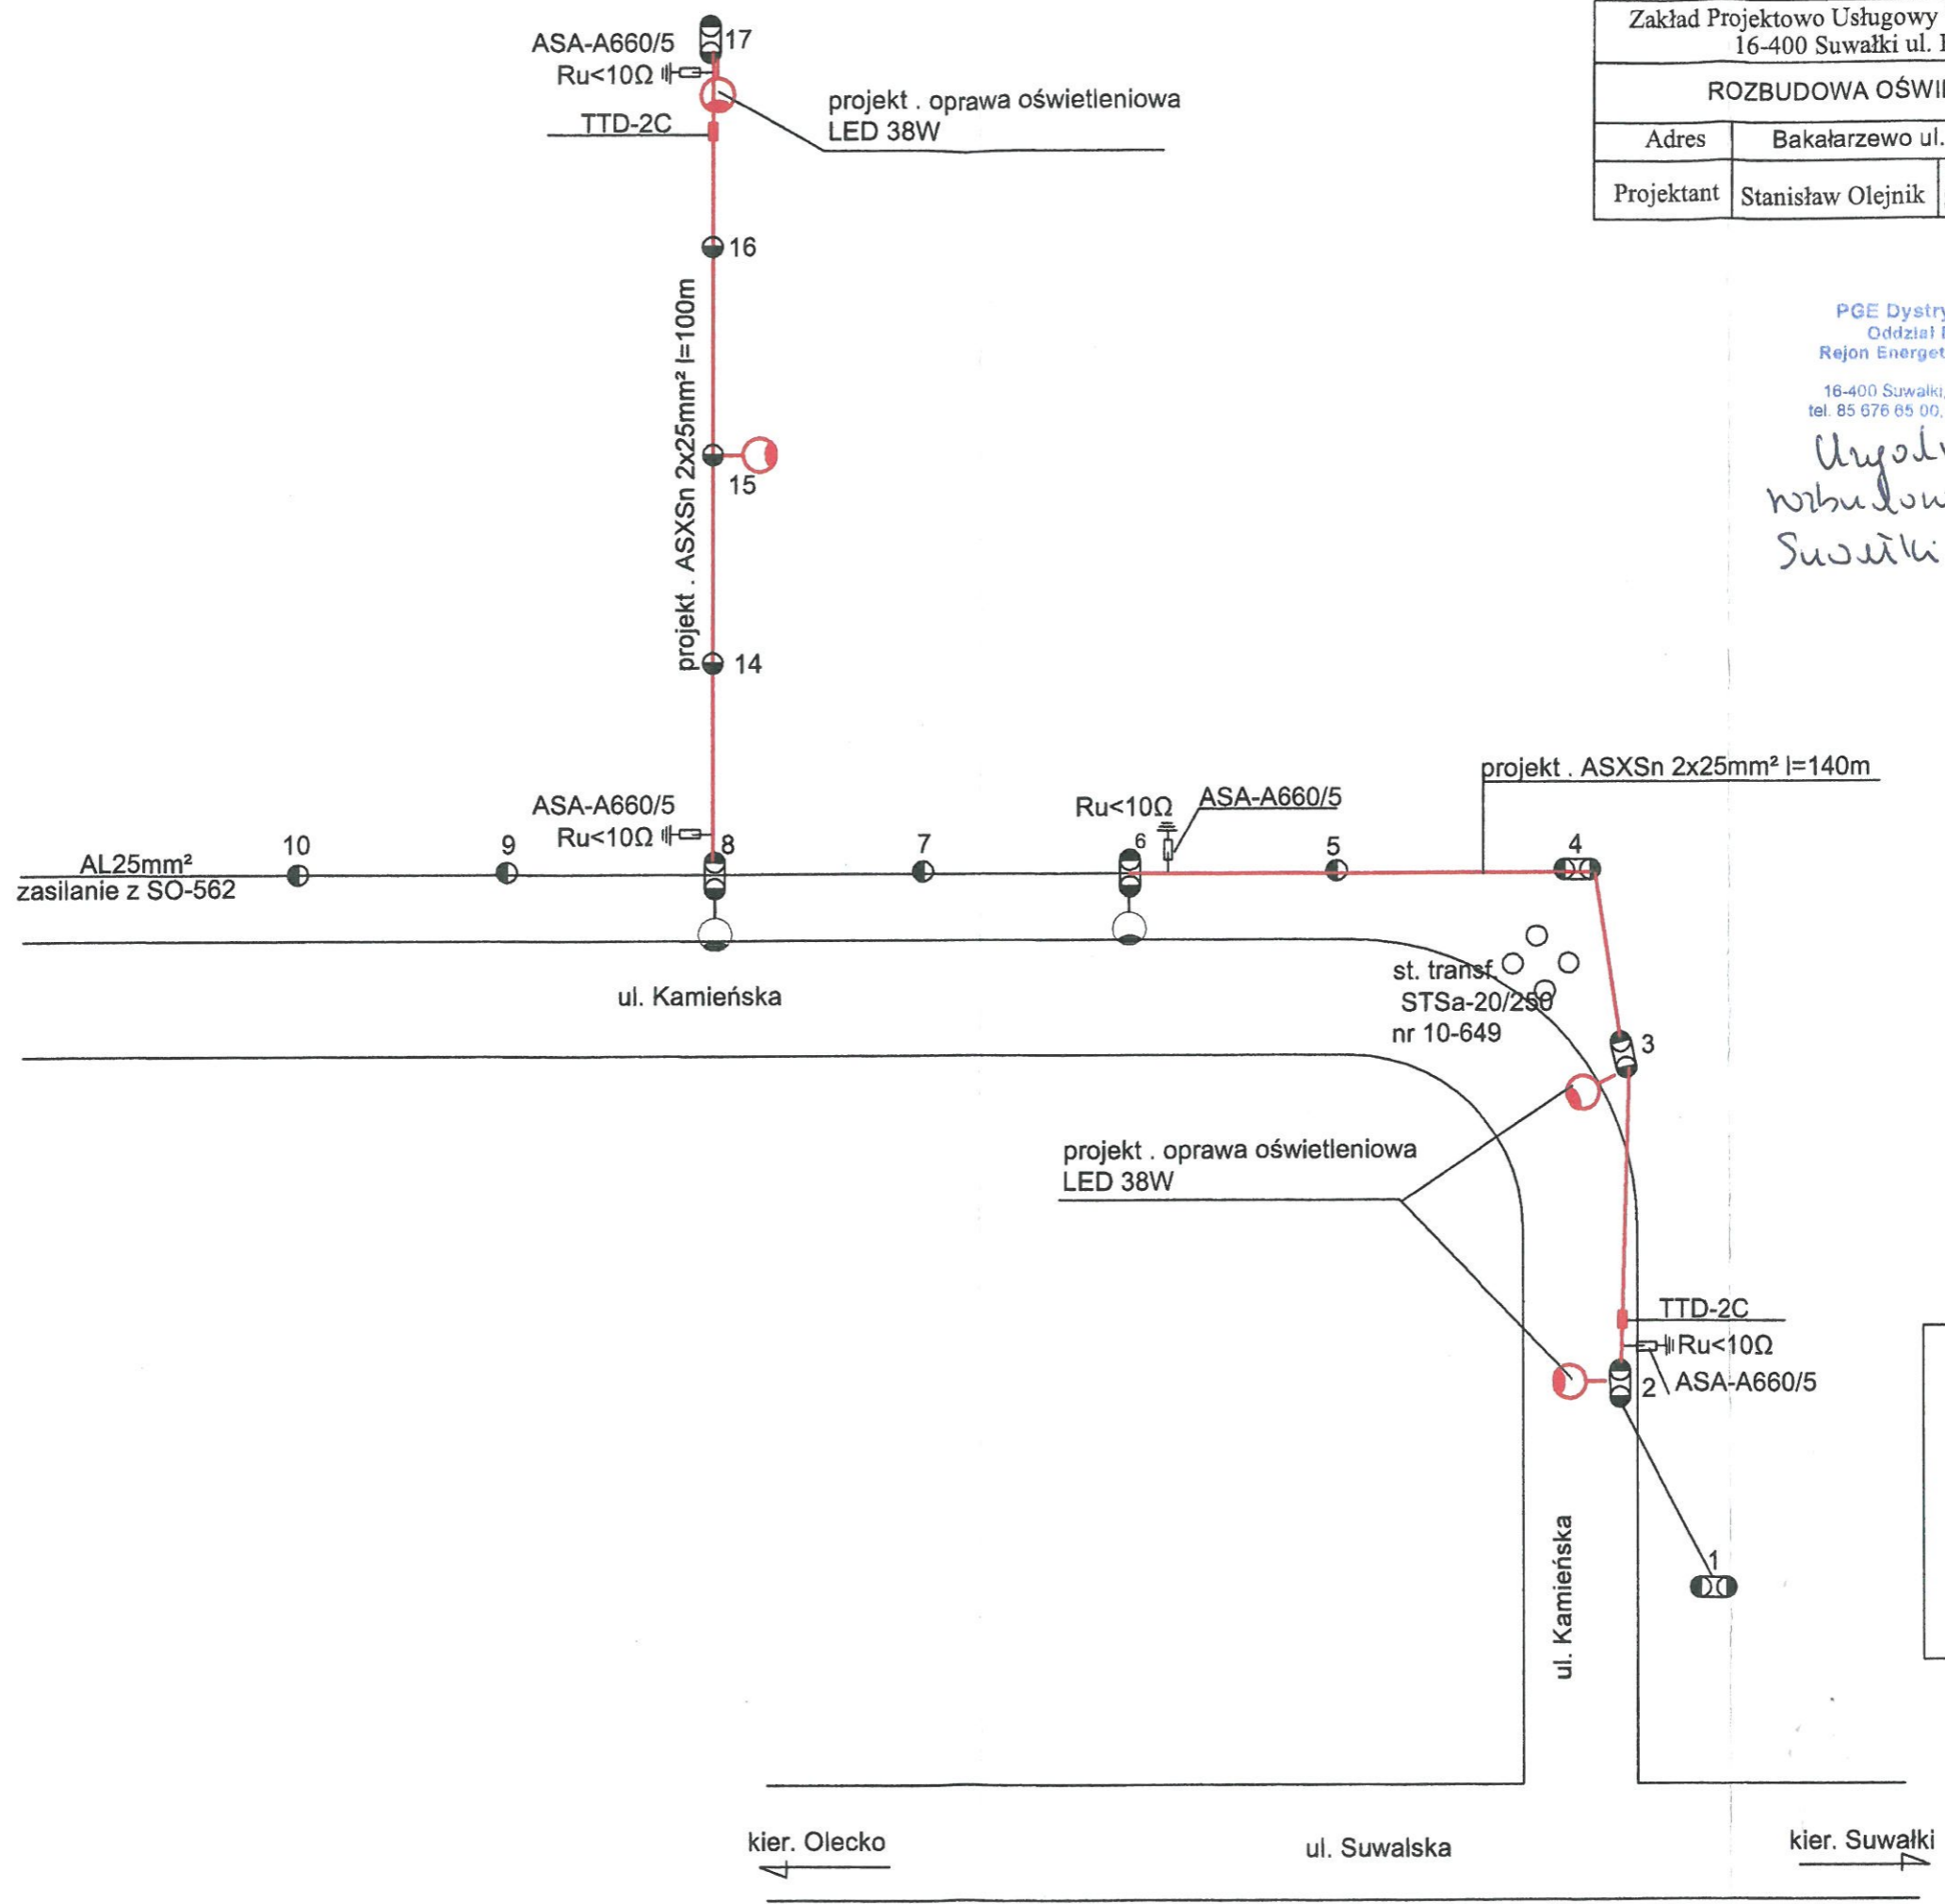 Zakład Projektowo Usługowy
16-400 Suwałki ul.
ROZBUDOWA
Adres
Bakałarzewo ul.
Projektant
Stanisław Olejnik
ASA-A660/5
17
Ru<10Ω
projekt . oprawa oświetleniowa
LED 38W
TTD-2C
16
PGE
Oddział
Rejon
16-400 Suwałki,
tel. 85 676 65 00,
Suwałki
projekt . ASXSn 2x25mm² l=100m
15
14
projekt . ASXSn 2x25mm² l=140m
ASA-A660/5
Ru<10Ω
Ru<10Ω
ASA-A660/5
10
9
8
7
6
5
4
AL25mm²
zasilanie z SO-562
ul. Kamieńska
st. transf.
STSa-20/250
nr 10-649
3
projekt . oprawa oświetleniowa
LED 38W
TTD-2C
Ru<10Ω
2
ASA-A660/5
1
ul. Kamieńska
kier. Olecko
ul. Suwalska
kier. Suwałki